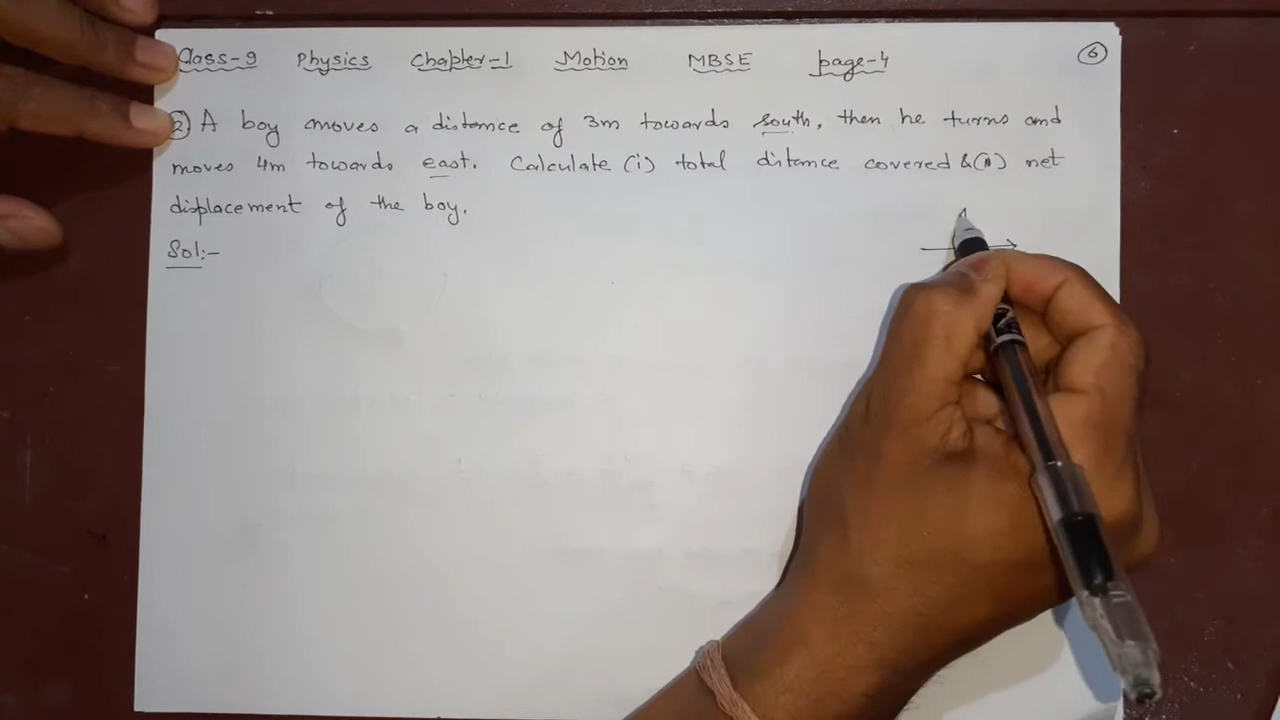 Class-9 Physics Chapter-1 Motion MBSE page-4 6
2) A boy moves a distance of 3m towards south, then he turns and
moves 4m towards east. Calculate (i) total distance covered & (ii) net
displacement of the boy.
Sol:-